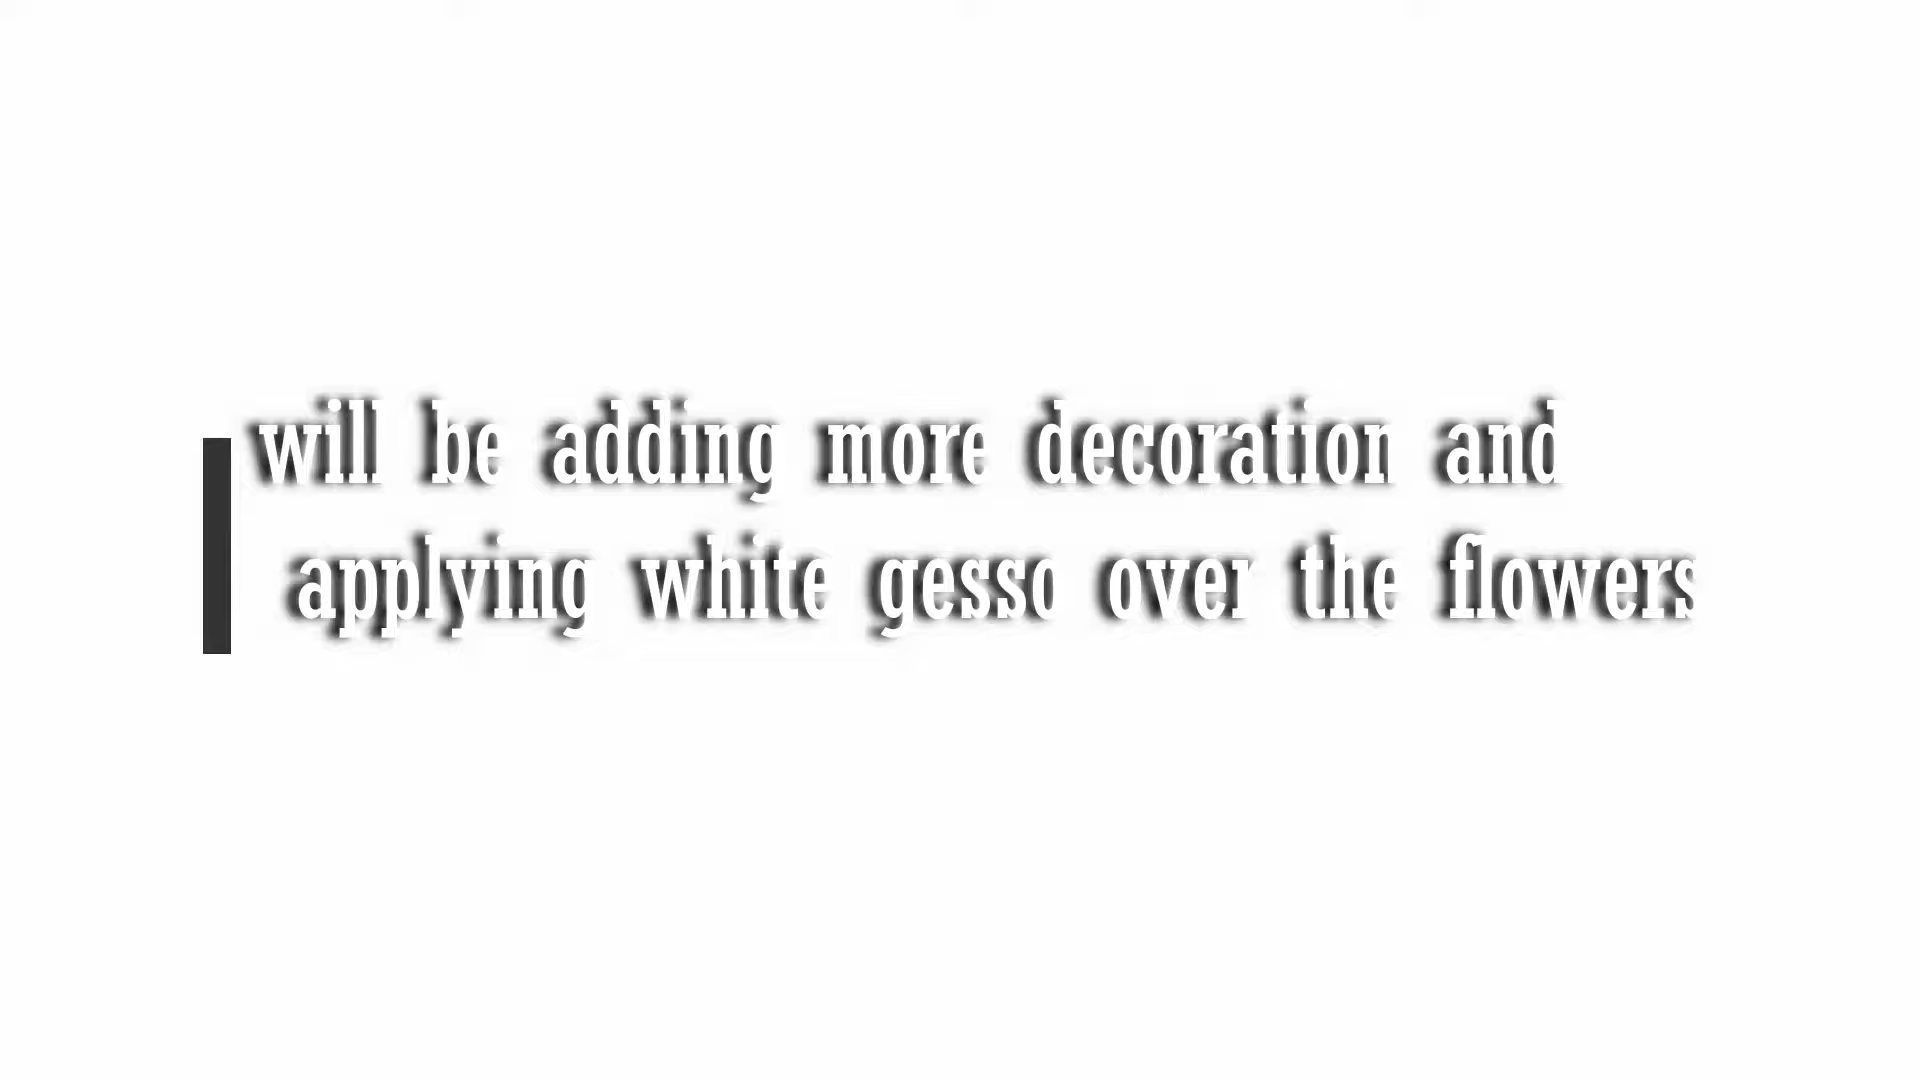 will be adding more decoration and
applying white gesso over the flowers